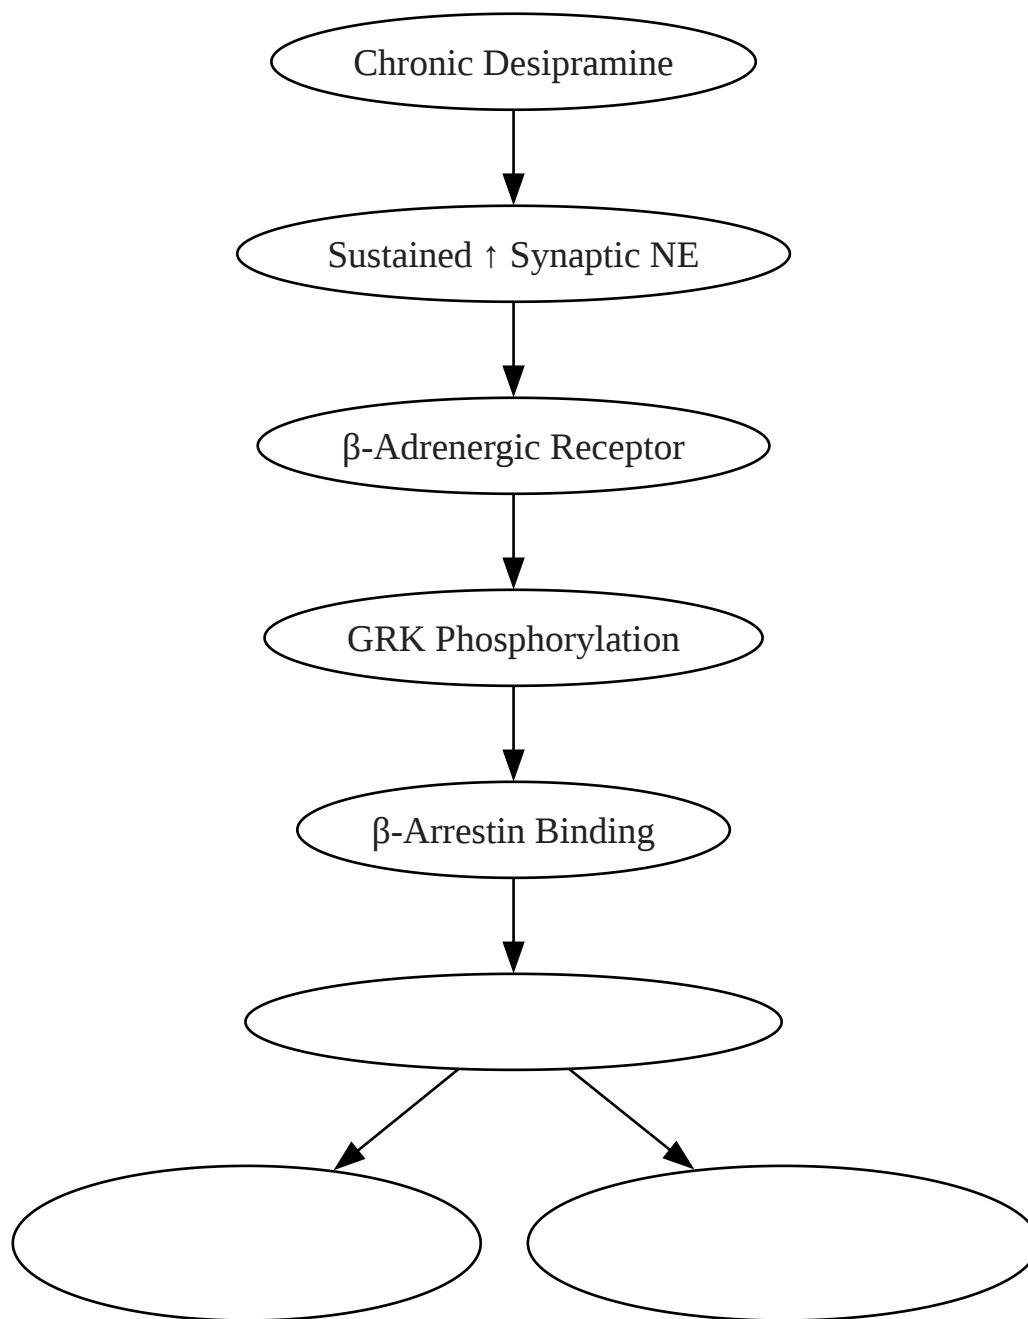 Chronic Desipramine
Sustained ↑ Synaptic NE
β-Adrenergic Receptor
GRK Phosphorylation
β-Arrestin Binding